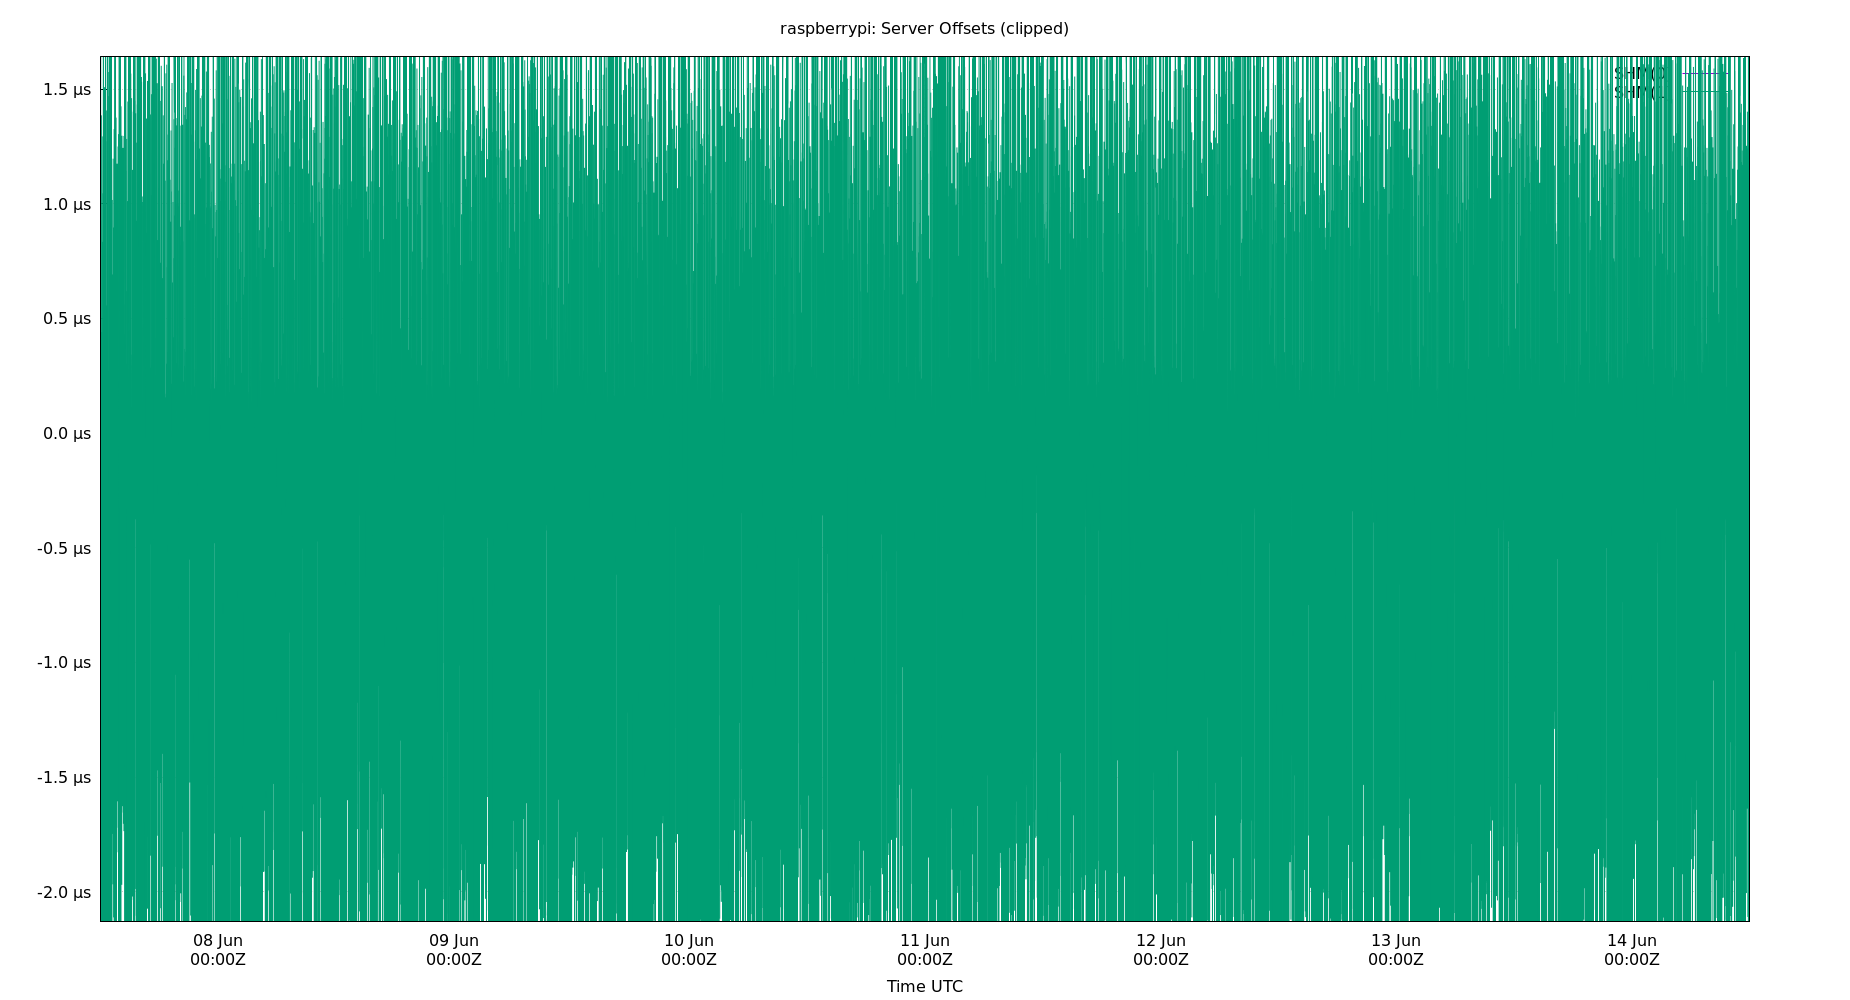 raspberrypi: Server Offsets (clipped)
1.5 µs
1.0 µs
0.5 µs
0.0 µs
-0.5 µs
-1.0 µs
-1.5 µs
-2.0 µs
08 Jun 09 Jun 10 Jun 11 Jun 12 Jun 13 Jun 14 Jun
00:00Z 00:00Z 00:00Z 00:00Z 00:00Z 00:00Z 00:00Z
Time UTC